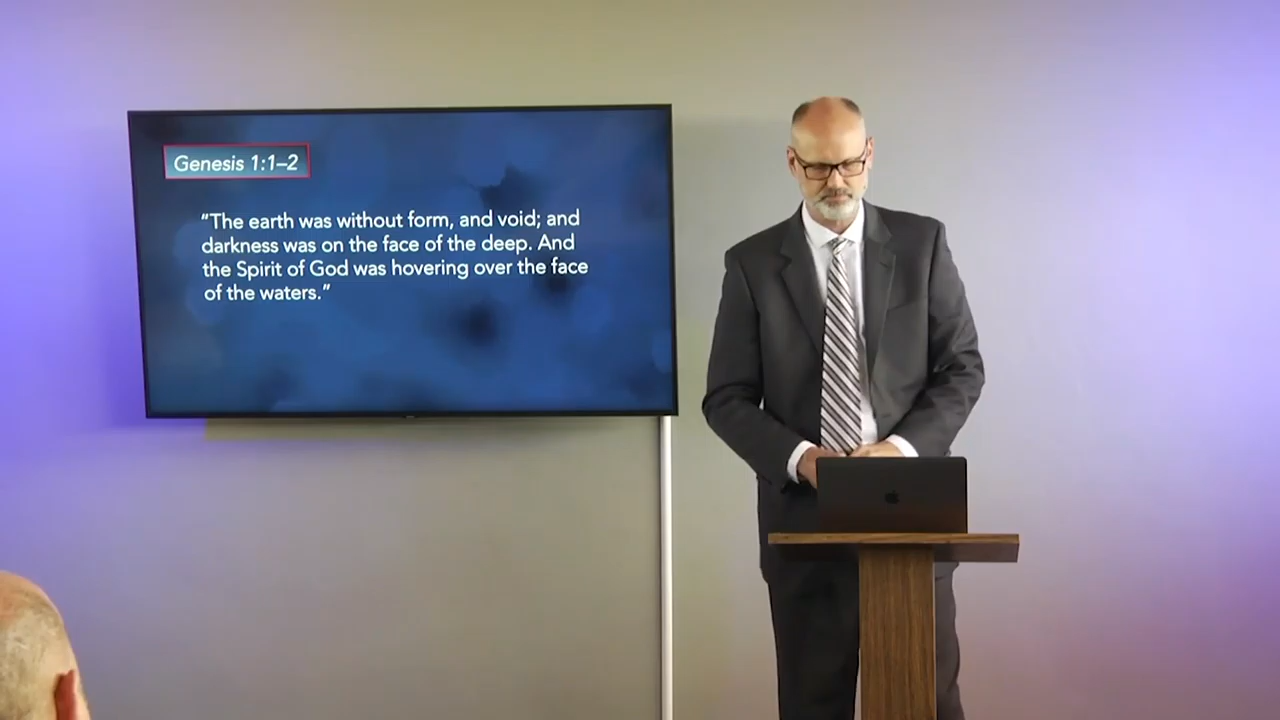 Genesis 1:1–2
“The earth was without form, and void; and
darkness was on the face of the deep. And
the Spirit of God was hovering over the face
of the waters.”